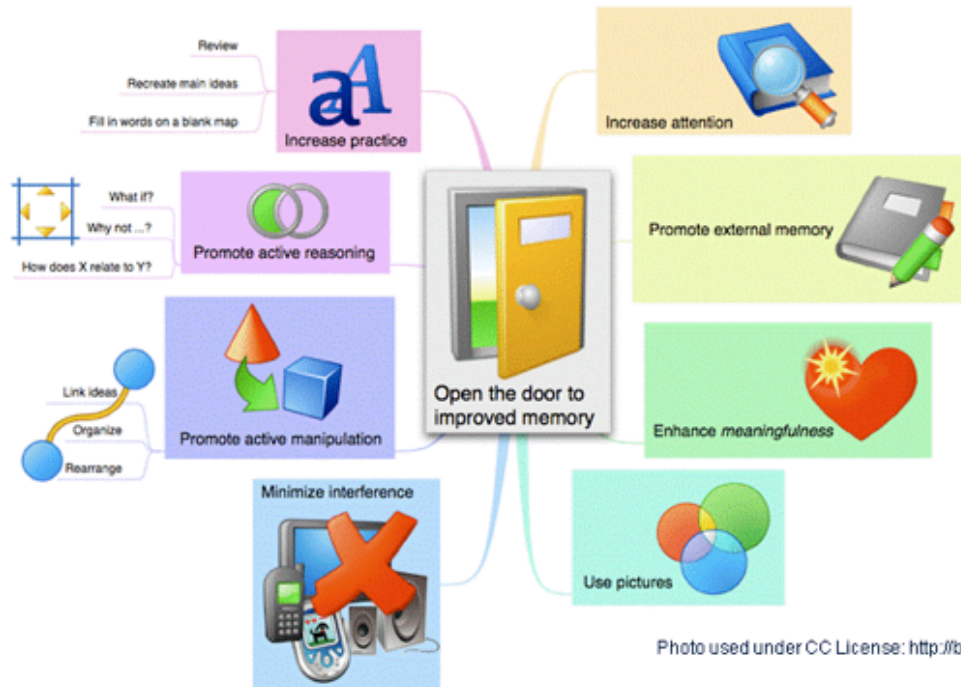 Review
Recreate main ideas
Fill in words on a blank map
aA
Increase practice
What if?
Why not ...?
How does X relate to Y?
Promote active reasoning
Link ideas
Organize
Rearrange
Promote active manipulation
Minimize interference
Open the door to
improved memory
Increase attention
Promote external memory
Enhance meaningfulness
Use pictures
Photo used under CC License: http://b